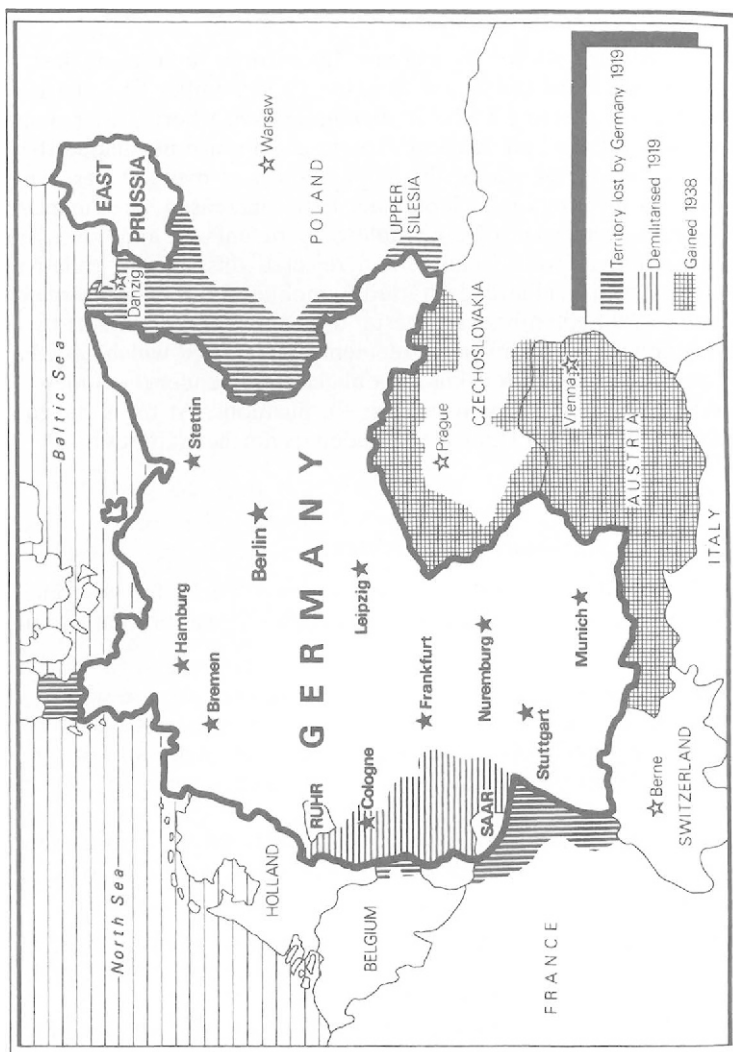 North Sea
Baltic Sea
EAST
PRUSSIA
Danzig
Hamburg
Bremen
Stettin
Berlin
Warsaw
POLAND
HOLLAND
RUHR
GERMANY
UPPER
SILESIA
Cologne
Leipzig
BELGIUM
Frankfurt
Prague
CZECHOSLOVAKIA
SAAR
Nuremburg
FRANCE
Stuttgart
Munich
Vienna
AUSTRIA
Berne
SWITZERLAND
ITALY
Territory lost by Germany 1919
Demilitarised 1919
Gained 1938